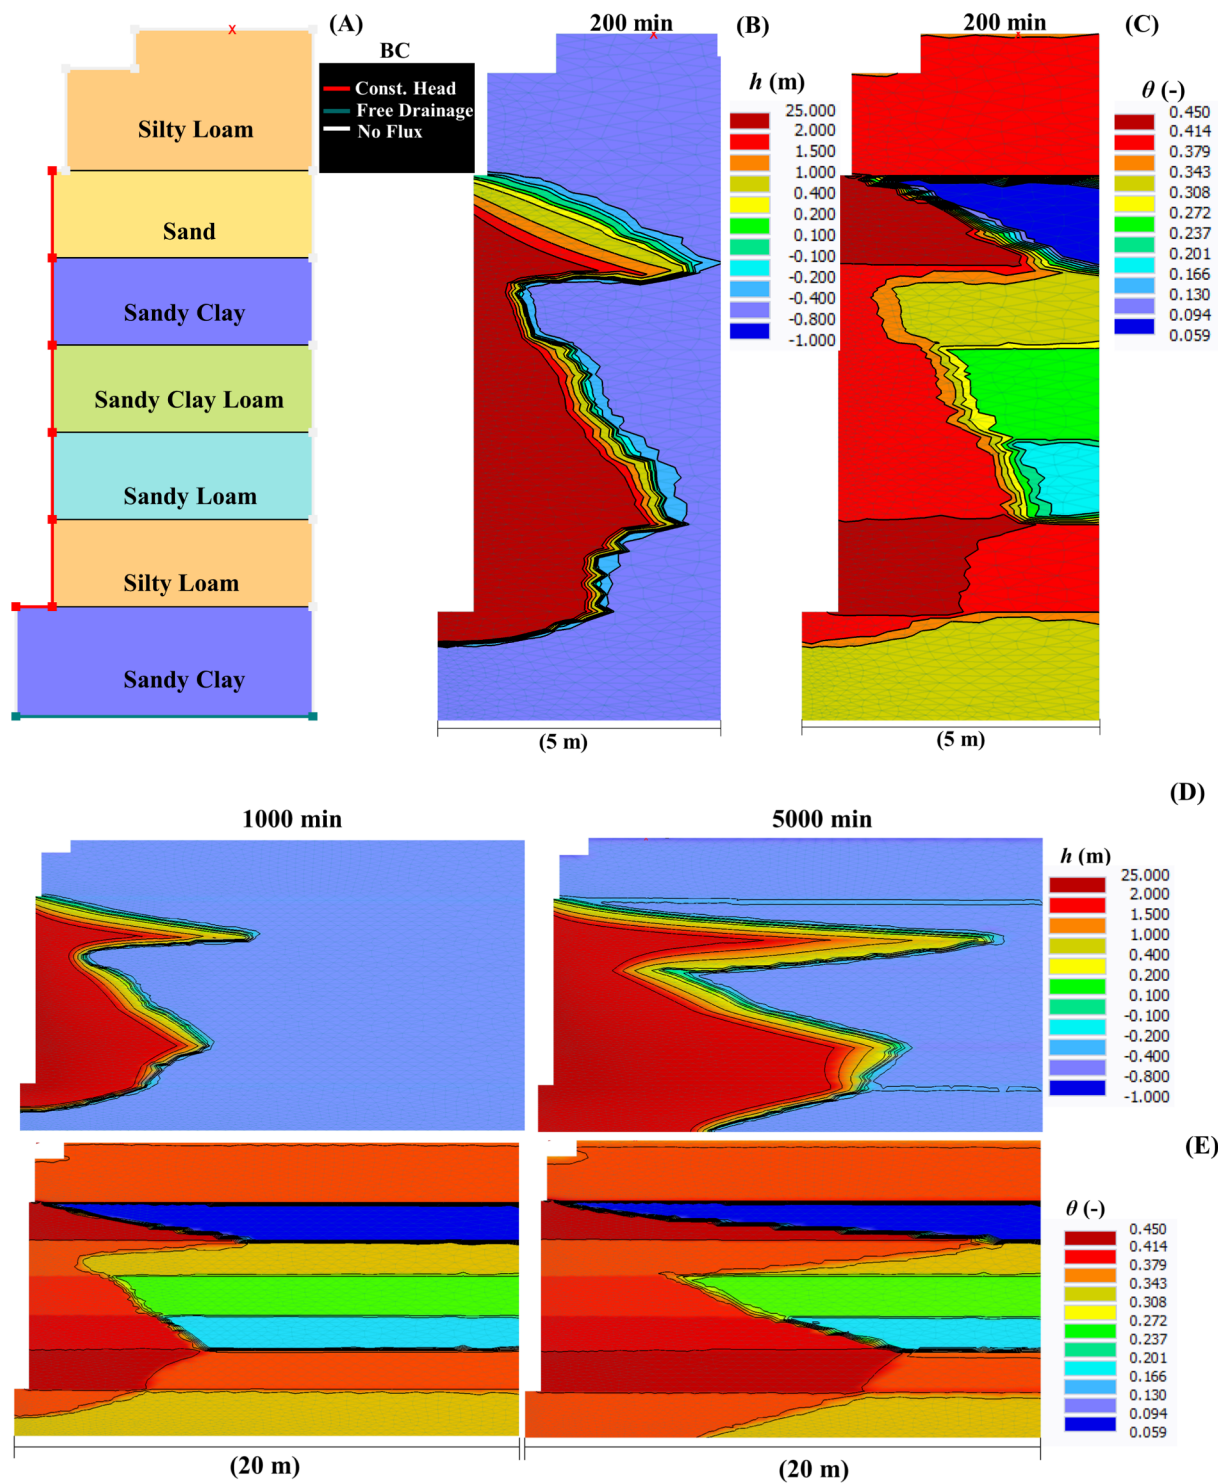 (A)
x
BC
Const. Head
Free Drainage
No Flux
Silty Loam
Sand
Sandy Clay
Sandy Clay Loam
Sandy Loam
Silty Loam
Sandy Clay
200 min
(B)
x
h (m)
25.000
2.000
1.500
1.000
0.400
0.200
0.100
-0.100
-0.200
-0.400
-0.800
-1.000
(5 m)
200 min
(C)
x
θ (-)
0.450
0.414
0.379
0.343
0.308
0.272
0.237
0.201
0.166
0.130
0.094
0.059
(5 m)
(D)
1000 min
5000 min
h (m)
25.000
2.000
1.500
1.000
0.400
0.200
0.100
-0.100
-0.200
-0.400
-0.800
-1.000
(E)
θ (-)
0.450
0.414
0.379
0.343
0.308
0.272
0.237
0.201
0.166
0.130
0.094
0.059
(20 m)
(20 m)